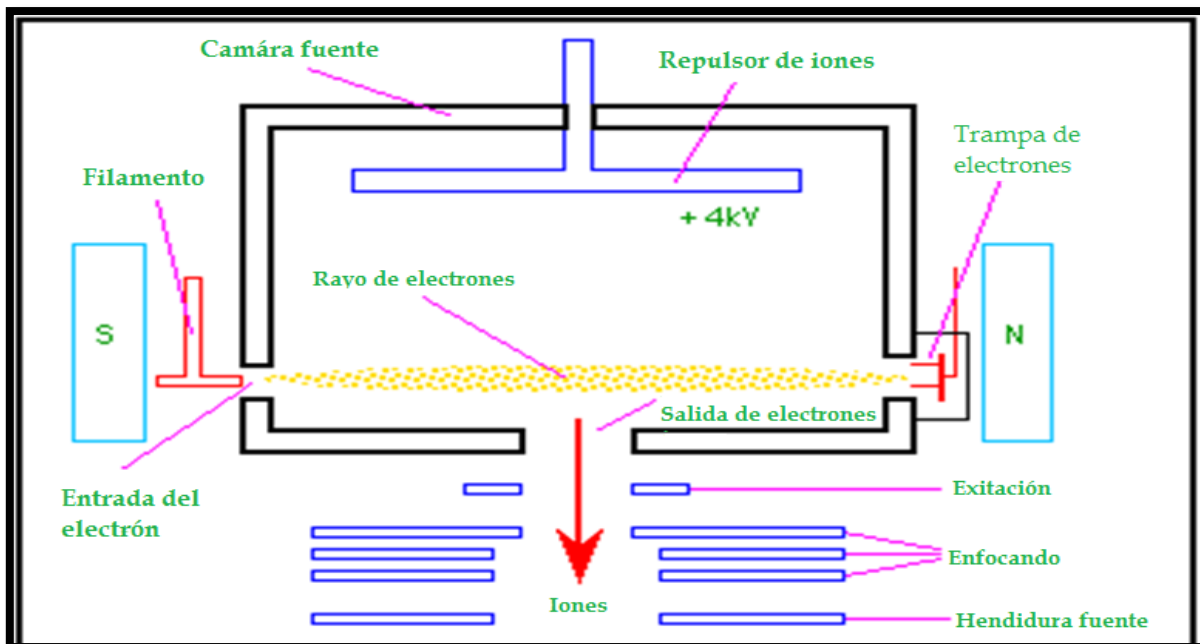 Camára fuente
Repulsor de iones
Trampa de
electrones
Filamento
+ 4kV
Rayo de electrones
S
N
Salida de electrones
Entrada del
electrón
Exitación
Enfocando
Iones
Hendidura fuente